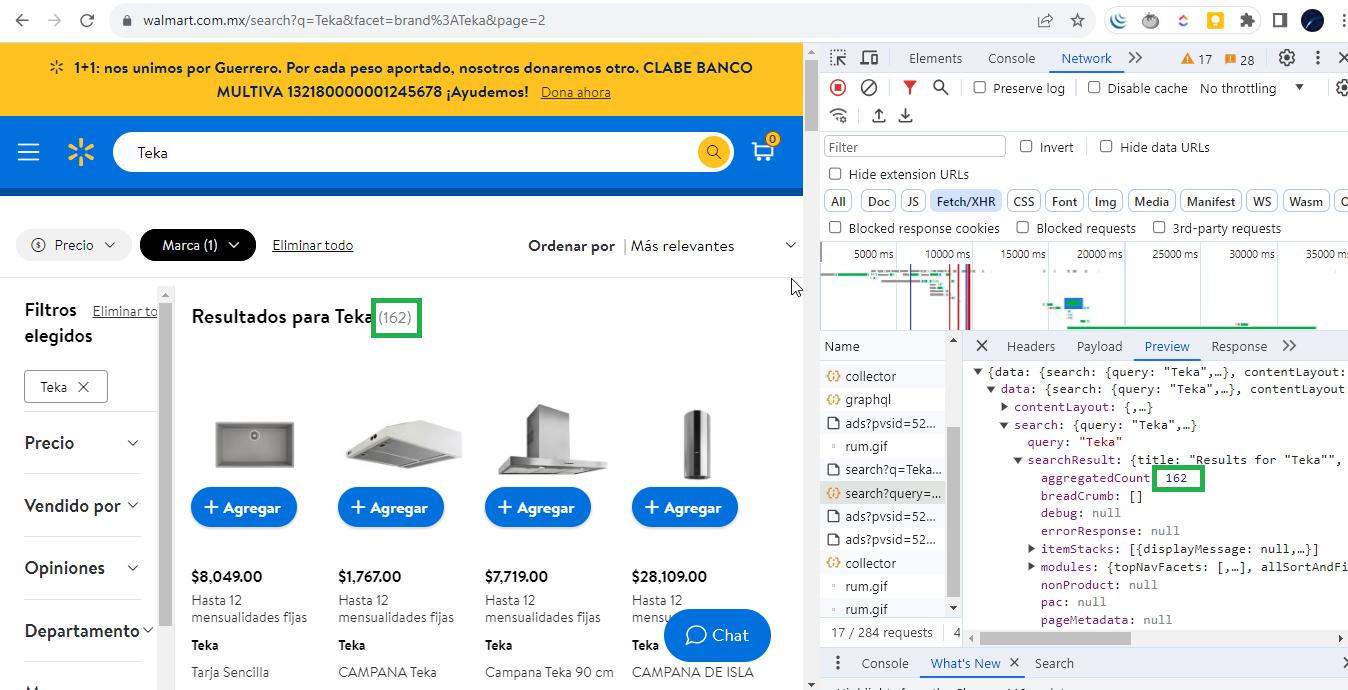 walmart.com.mx/search?q=Teka&facet=brand%3ATeka&page=2
1+1: nos unimos por Guerrero. Por cada peso aportado, nosotros donaremos otro. CLABE BANCO
MULTIVA 132180000001245678 ¡Ayudemos! Dona ahora
Teka
0
Precio
Marca (1)
Eliminar todo
Ordenar por
Más relevantes
Filtros
elegidos
Eliminar to
Teka
Precio
Vendido por
Opiniones
Departamento
Resultados para Teka (162)
Agregar
Agregar
Agregar
Agregar
$8,049.00
Hasta 12
mensualidades fijas
Teka
Tarja Sencilla
$1,767.00
Hasta 12
mensualidades fijas
Teka
CAMPANA Teka
$7,719.00
Hasta 12
mensualidades fijas
Teka
Campana Teka 90 cm
$28,109.00
Hasta 12
mensu
Teka
CAMPANA DE ISLA
Chat
Elements
Console
Network
17
28
Preserve log
Disable cache
No throttling
Filter
Invert
Hide data URLs
Hide extension URLs
All
Doc
JS
Fetch/XHR
CSS
Font
Img
Media
Manifest
WS
Wasm
Blocked response cookies
Blocked requests
3rd-party requests
5000 ms
10000 ms
15000 ms
20000 ms
25000 ms
30000 ms
35000 ms
Name
collector
graphql
ads?pvsid=52...
rum.gif
search?q=Teka...
search?query=...
ads?pvsid=52...
ads?pvsid=52...
collector
rum.gif
rum.gif
17 / 284 requests
4
Headers
Payload
Preview
Response
{data: {search: {query: "Teka",…}, contentLayout:
data: {search: {query: "Teka",…}, contentLayout
contentLayout: {,…}
search: {query: "Teka",…}
query: "Teka"
searchResult: {title: "Results for "Teka"",
aggregatedCount 162
breadCrumb: []
debug: null
errorResponse: null
itemStacks: [{displayMessage: null,…}]
modules: {topNavFacets: [,…], allSortAndFi
nonProduct: null
pac: null
pageMetadata: null
Console
What's New
Search